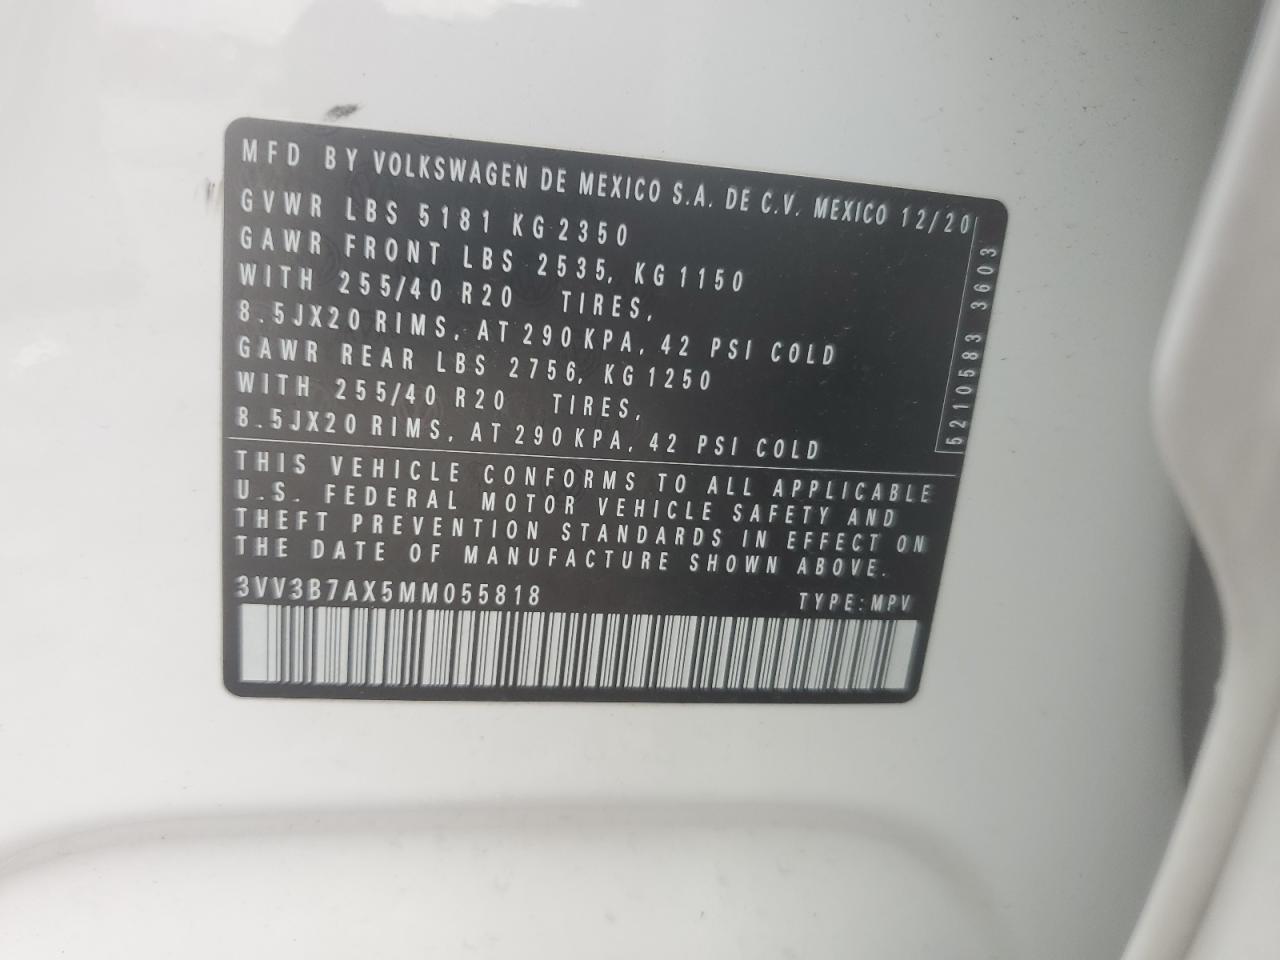 MFD BY VOLKSWAGEN DE MEXICO S.A. DE C.V. MEXICO 12/20
GVWR LBS 5181 KG 2350
GAWR FRONT LBS 2535, KG 1150
WITH 255/40 R20 TIRES,
8.5JX20 RIMS, AT 290 KPA, 42 PSI COLD
GAWR REAR LBS 2756, KG 1250
WITH 255/40 R20 TIRES,
8.5JX20 RIMS, AT 290 KPA, 42 PSI COLD
5210583 3603
THIS VEHICLE CONFORMS TO ALL APPLICABLE
U.S. FEDERAL MOTOR VEHICLE SAFETY AND
THEFT PREVENTION STANDARDS IN EFFECT ON
THE DATE OF MANUFACTURE SHOWN ABOVE.
3VV3B7AX5MM055818 TYPE: MPV